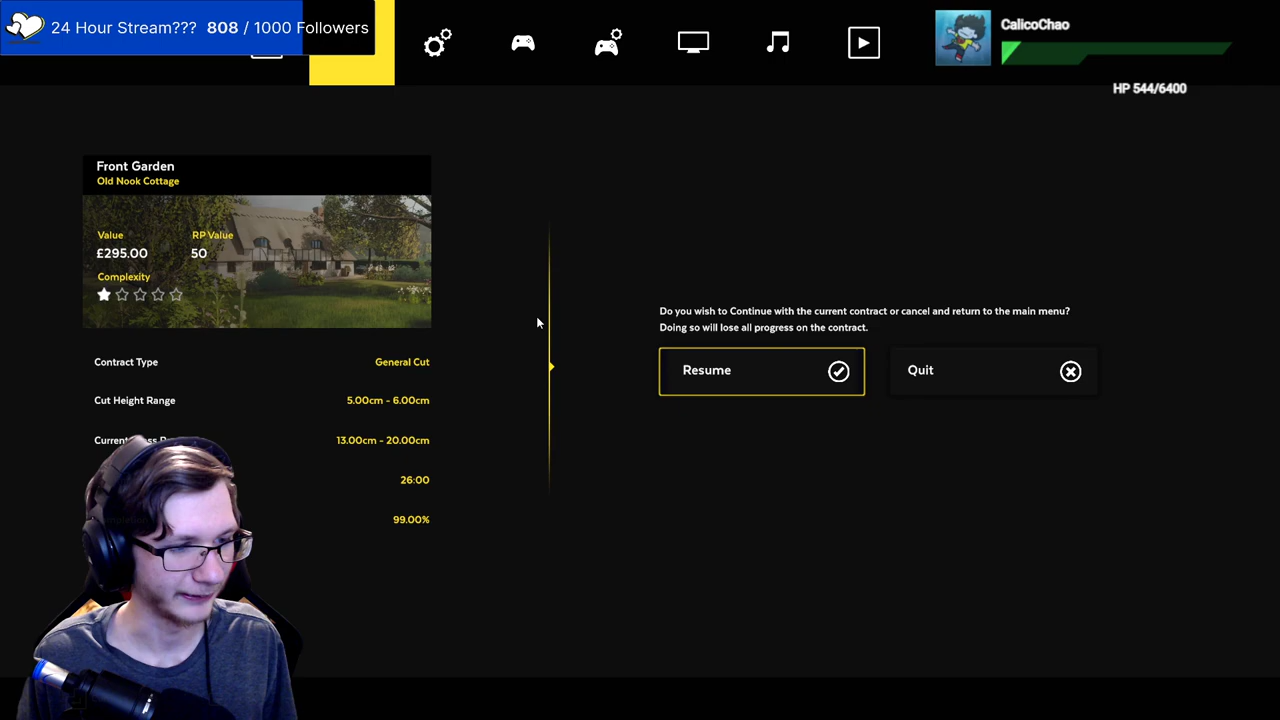 24 Hour Stream??? 808 / 1000 Followers
CalicoChao
HP 544/6400
Front Garden
Old Nook Cottage
Value RP Value
£295.00 50
Complexity
Contract Type General Cut
Cut Height Range 5.00cm - 6.00cm
Current 13.00cm - 20.00cm
26:00
99.00%
Do you wish to Continue with the current contract or cancel and return to the main menu?
Doing so will lose all progress on the contract.
Resume
Quit